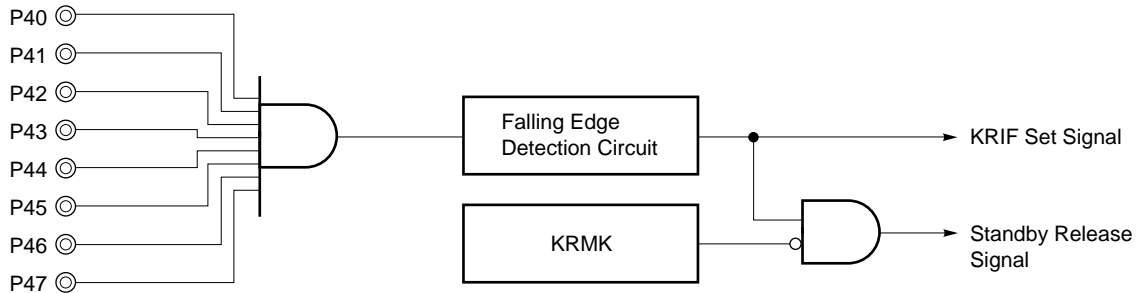 P40
P41
P42
P43
P44
P45
P46
P47
Falling Edge
Detection Circuit
KRMK
KRIF Set Signal
Standby Release
Signal